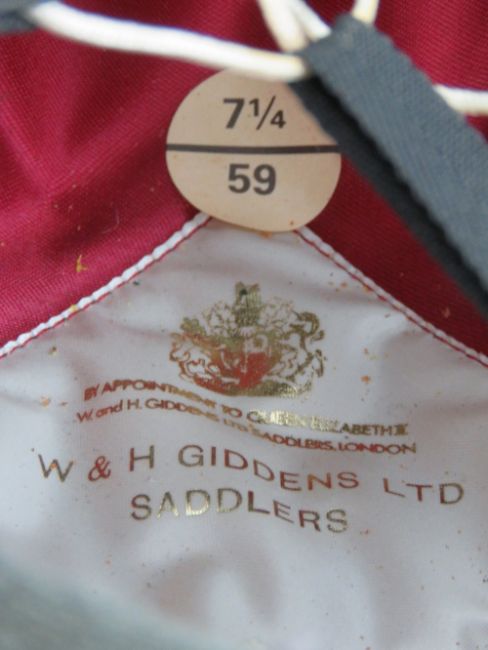 7¼
59
BY APPOINTMENT TO QUEEN ELIZABETH II
W. and H. GIDDENS LTD SADDLERS. LONDON
W & H GIDDENS LTD
SADDLERS